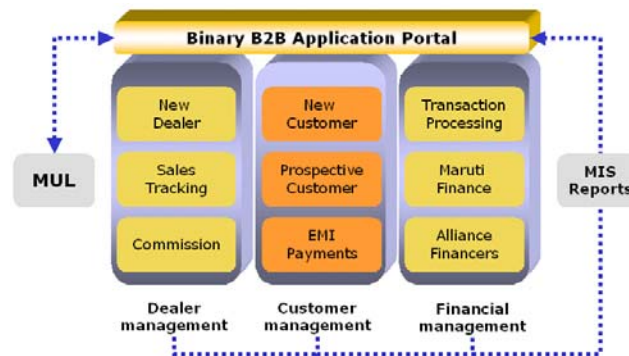 Binary B2B Application Portal
New
Dealer
New
Customer
Transaction
Processing
MUL
Sales
Tracking
Prospective
Customer
Maruti
Finance
MIS
Reports
Commission
EMI
Payments
Alliance
Financers
Dealer
management
Customer
management
Financial
management